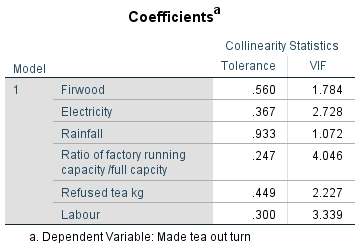 Coefficientsa
Collinearity Statistics
Model Tolerance VIF
1 Firwood .560 1.784
Electricity .367 2.728
Rainfall .933 1.072
Ratio of factory running
capacity /full capcity .247 4.046
Refused tea kg .449 2.227
Labour .300 3.339
a. Dependent Variable: Made tea out turn